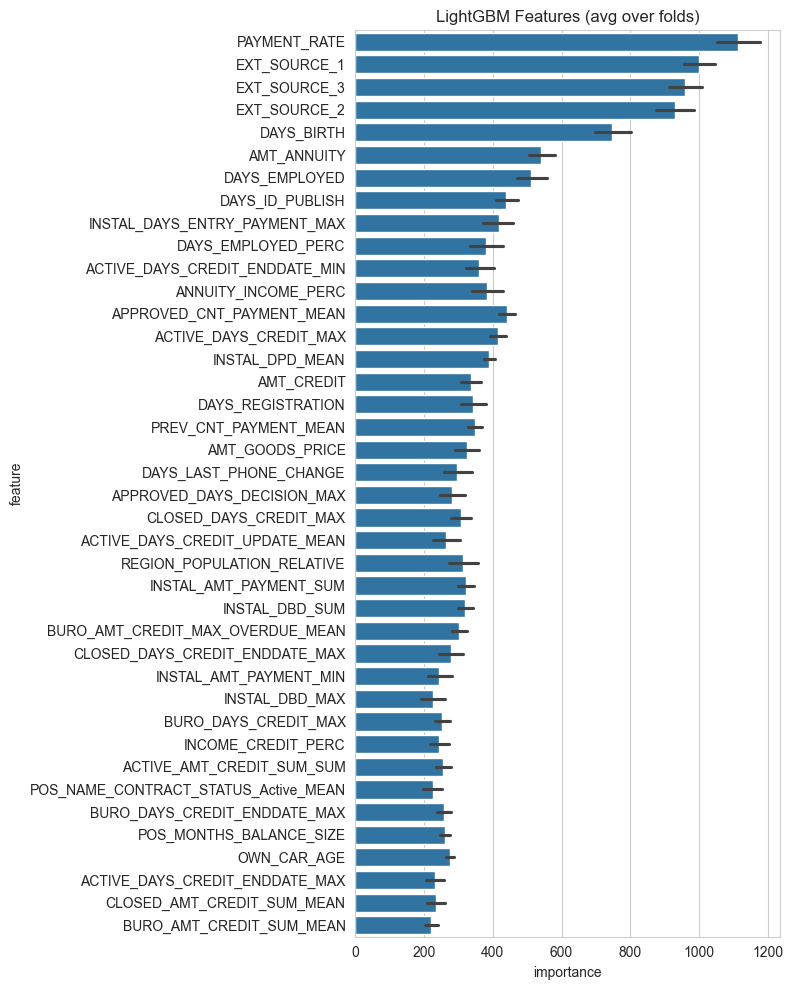 LightGBM Features (avg over folds)
feature
PAYMENT_RATE
EXT_SOURCE_1
EXT_SOURCE_3
EXT_SOURCE_2
DAYS_BIRTH
AMT_ANNUITY
DAYS_EMPLOYED
DAYS_ID_PUBLISH
INSTAL_DAYS_ENTRY_PAYMENT_MAX
DAYS_EMPLOYED_PERC
ACTIVE_DAYS_CREDIT_ENDDATE_MIN
ANNUITY_INCOME_PERC
APPROVED_CNT_PAYMENT_MEAN
ACTIVE_DAYS_CREDIT_MAX
INSTAL_DPD_MEAN
AMT_CREDIT
DAYS_REGISTRATION
PREV_CNT_PAYMENT_MEAN
AMT_GOODS_PRICE
DAYS_LAST_PHONE_CHANGE
APPROVED_DAYS_DECISION_MAX
CLOSED_DAYS_CREDIT_MAX
ACTIVE_DAYS_CREDIT_UPDATE_MEAN
REGION_POPULATION_RELATIVE
INSTAL_AMT_PAYMENT_SUM
INSTAL_DBD_SUM
BURO_AMT_CREDIT_MAX_OVERDUE_MEAN
CLOSED_DAYS_CREDIT_ENDDATE_MAX
INSTAL_AMT_PAYMENT_MIN
INSTAL_DBD_MAX
BURO_DAYS_CREDIT_MAX
INCOME_CREDIT_PERC
ACTIVE_AMT_CREDIT_SUM_SUM
POS_NAME_CONTRACT_STATUS_Active_MEAN
BURO_DAYS_CREDIT_ENDDATE_MAX
POS_MONTHS_BALANCE_SIZE
OWN_CAR_AGE
ACTIVE_DAYS_CREDIT_ENDDATE_MAX
CLOSED_AMT_CREDIT_SUM_MEAN
BURO_AMT_CREDIT_SUM_MEAN
0 200 400 600 800 1000 1200
importance